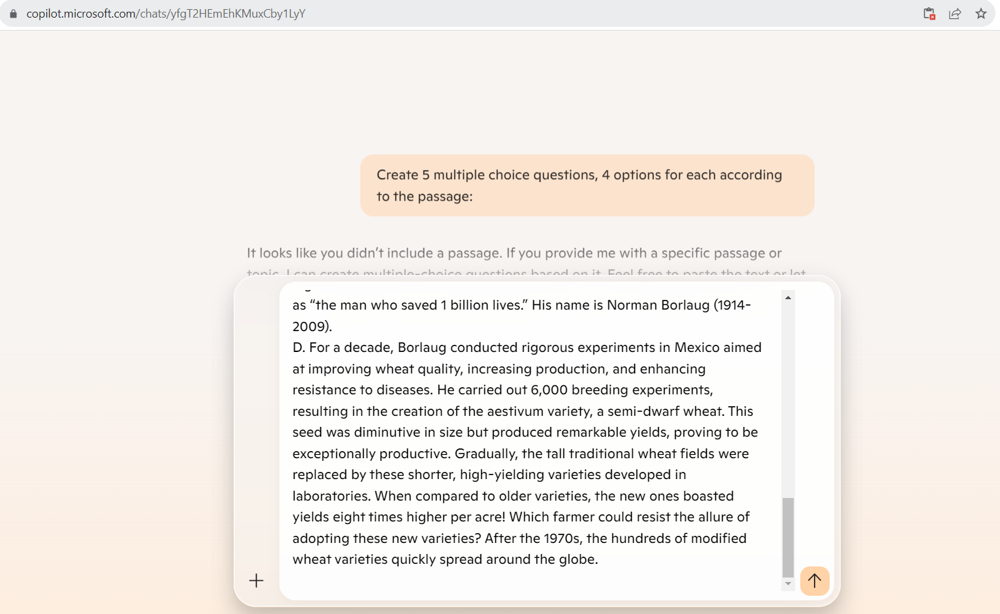 copilot.microsoft.com/chats/yfgT2HEmEhKMuxCby1LyY
Create 5 multiple choice questions, 4 options for each according
to the passage:
It looks like you didn't include a passage. If you provide me with a specific passage or
topic, I can create multiple-choice questions based on it. Feel free to paste the text or let
as “the man who saved 1 billion lives.” His name is Norman Borlaug (1914-
2009).
D. For a decade, Borlaug conducted rigorous experiments in Mexico aimed
at improving wheat quality, increasing production, and enhancing
resistance to diseases. He carried out 6,000 breeding experiments,
resulting in the creation of the aestivum variety, a semi-dwarf wheat. This
seed was diminutive in size but produced remarkable yields, proving to be
exceptionally productive. Gradually, the tall traditional wheat fields were
replaced by these shorter, high-yielding varieties developed in
laboratories. When compared to older varieties, the new ones boasted
yields eight times higher per acre! Which farmer could resist the allure of
adopting these new varieties? After the 1970s, the hundreds of modified
wheat varieties quickly spread around the globe.